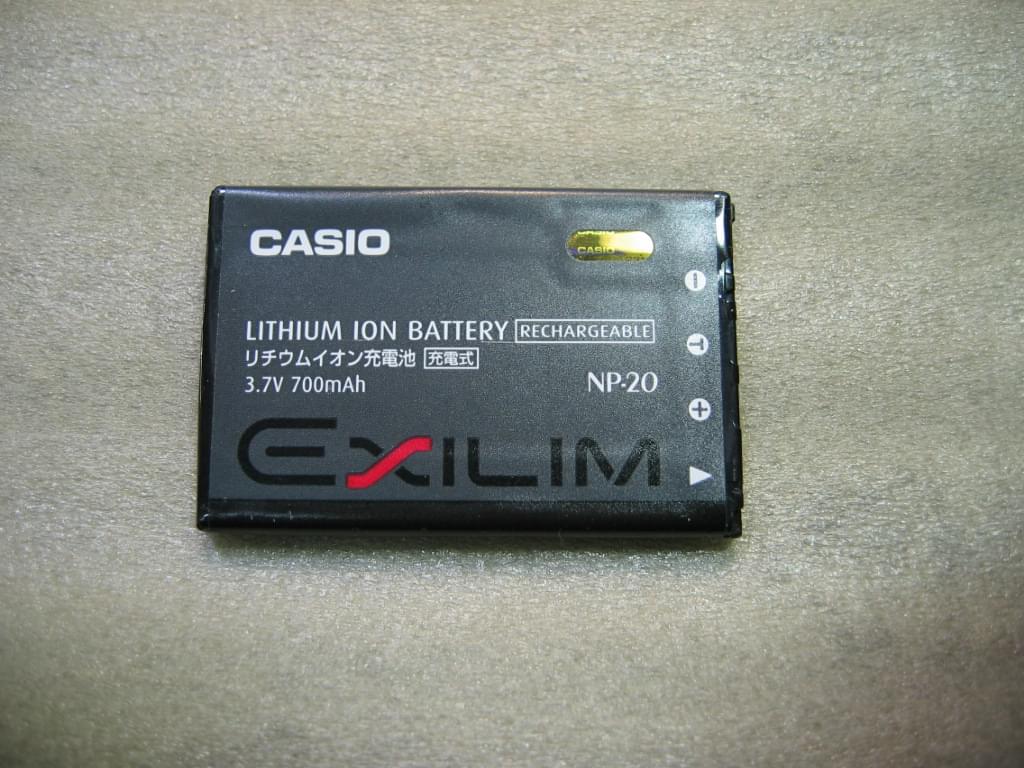 CASIO
CASIO
LITHIUM ION BATTERY RECHARGEABLE
リチウムイオン充電池 充電式
3.7V 700mAh NP-20
EXILIM
T
+